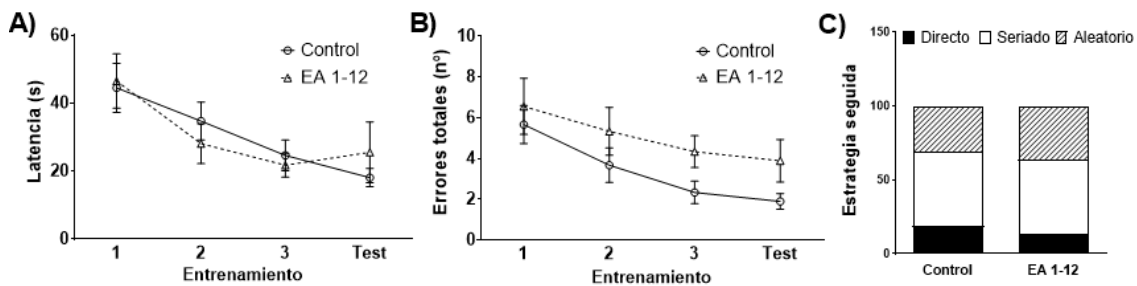 A)
Latencia (s)
60
40
20
0
Control
EA 1-12
1 2 3 Test
Entrenamiento
B)
Errores totales (nº)
10
8
6
4
2
0
Control
EA 1-12
1 2 3 Test
Entrenamiento
C)
Estrategia seguida
150
100
50
0
Directo Seriado Aleatorio
Control EA 1-12